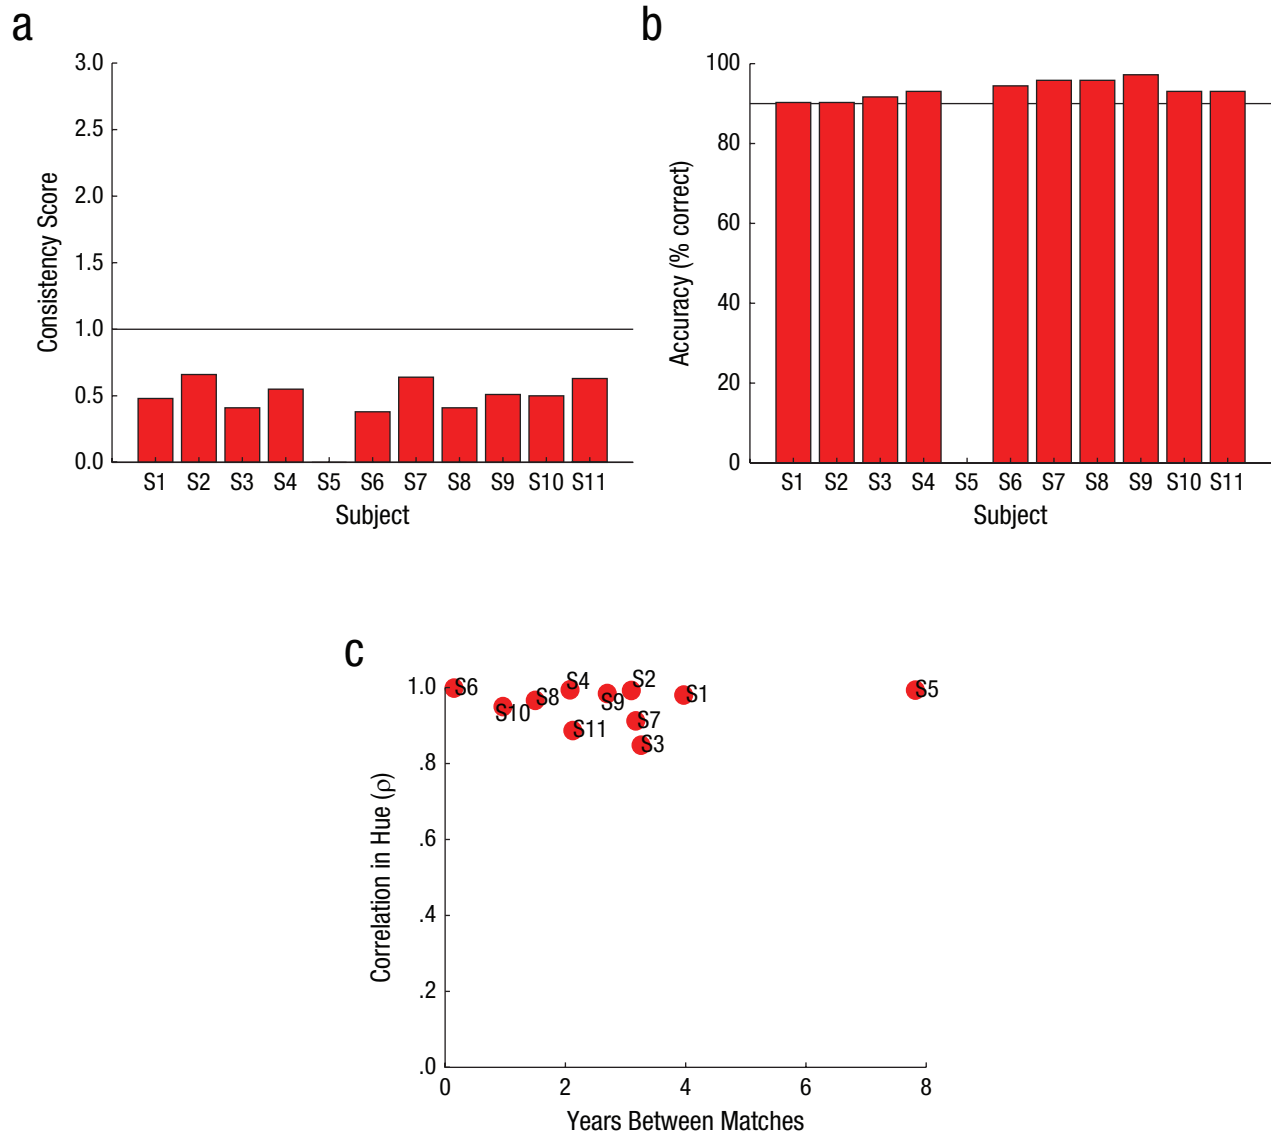 a
3.0
2.5
2.0
1.5
1.0
0.5
0.0
Consistency Score
S1 S2 S3 S4 S5 S6 S7 S8 S9 S10 S11
Subject
b
100
80
60
40
20
0
Accuracy (% correct)
S1 S2 S3 S4 S5 S6 S7 S8 S9 S10 S11
Subject
c
1.0
.8
.6
.4
.2
.0
Correlation in Hue (ρ)
S6
S10
S8
S4
S11
S9
S2
S7
S3
S1
S5
0 2 4 6 8
Years Between Matches